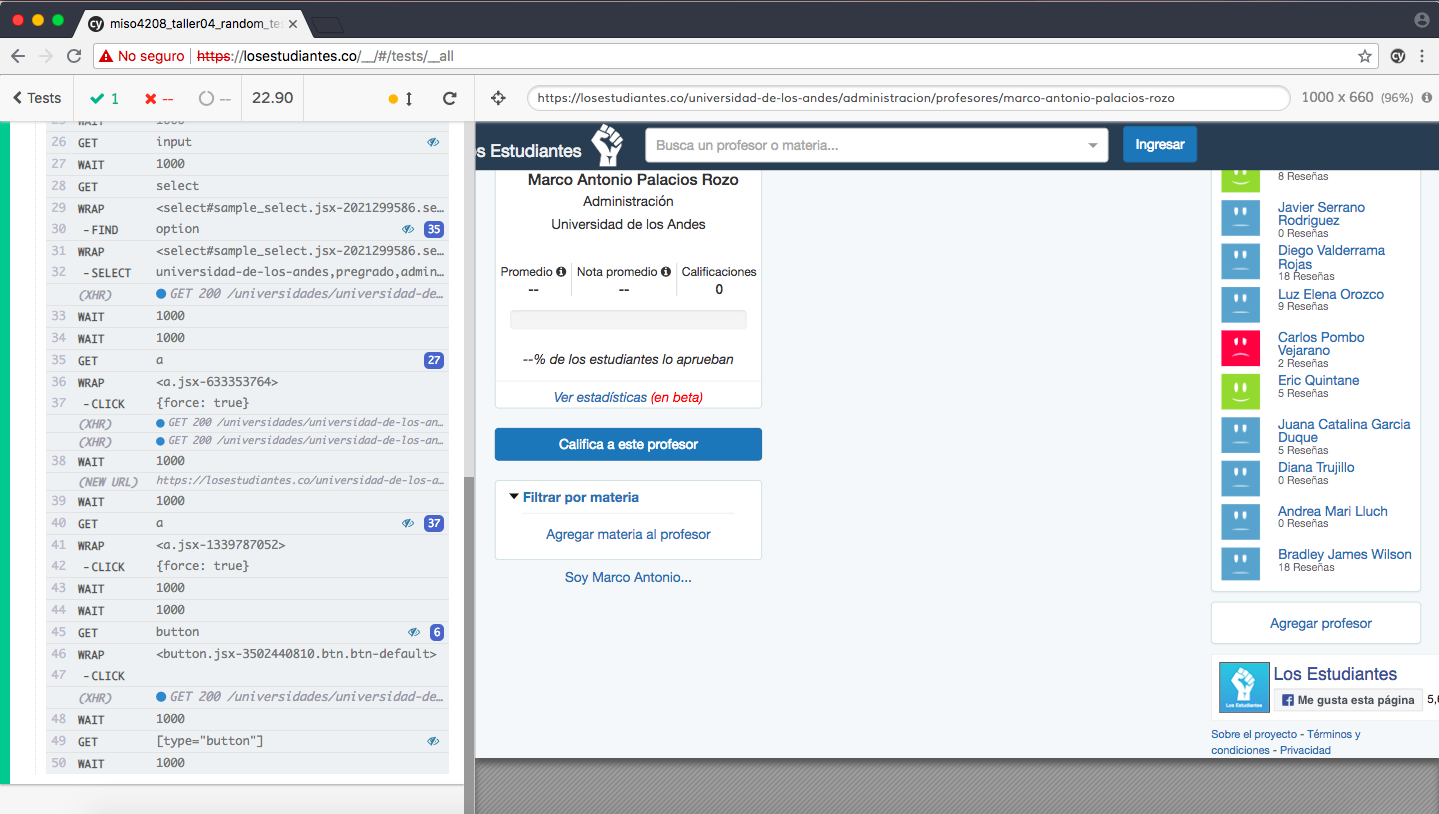 cy miso4208_taller04_random_te
No seguro https://losestudiantes.co/__/#/tests/__all
Tests 1 -- -- 22.90
https://losestudiantes.co/universidad-de-los-andes/administracion/profesores/marco-antonio-palacios-rozo 1000 x 660 (96%)
25 WAIT 1000
26 GET input
27 WAIT 1000
28 GET select
29 WRAP <select#sample_select.jsx-2021299586.se...
30 -FIND option 35
31 WRAP <select#sample_select.jsx-2021299586.se...
32 -SELECT universidad-de-los-andes,pregrado,admin...
(XHR) GET 200 /universidades/universidad-de...
33 WAIT 1000
34 WAIT 1000
35 GET a 27
36 WRAP <a.jsx-633353764>
37 -CLICK {force: true}
(XHR) GET 200 /universidades/universidad-de-los-an...
(XHR) GET 200 /universidades/universidad-de-los-an...
38 WAIT 1000
(NEW URL) https://losestudiantes.co/universidad-de-los-a...
39 WAIT 1000
40 GET a 37
41 WRAP <a.jsx-1339787052>
42 -CLICK {force: true}
43 WAIT 1000
44 WAIT 1000
45 GET button 6
46 WRAP <button.jsx-3502440810.btn.btn-default>
47 -CLICK
(XHR) GET 200 /universidades/universidad-de...
48 WAIT 1000
49 GET [type="button"]
50 WAIT 1000
s Estudiantes
Busca un profesor o materia...
Ingresar
Marco Antonio Palacios Rozo
Administración
Universidad de los Andes
Promedio Nota promedio Calificaciones
-- -- 0
--% de los estudiantes lo aprueban
Ver estadísticas (en beta)
Califica a este profesor
Filtrar por materia
Agregar materia al profesor
Soy Marco Antonio...
8 Reseñas
Javier Serrano
Rodriguez
0 Reseñas
Diego Valderrama
Rojas
18 Reseñas
Luz Elena Orozco
9 Reseñas
Carlos Pombo
Vejarano
2 Reseñas
Eric Quintane
5 Reseñas
Juana Catalina Garcia
Duque
5 Reseñas
Diana Trujillo
0 Reseñas
Andrea Mari Lluch
0 Reseñas
Bradley James Wilson
18 Reseñas
Agregar profesor
Los Estudiantes
Los Estudiantes
Me gusta esta página 5,
Sobre el proyecto - Términos y
condiciones - Privacidad